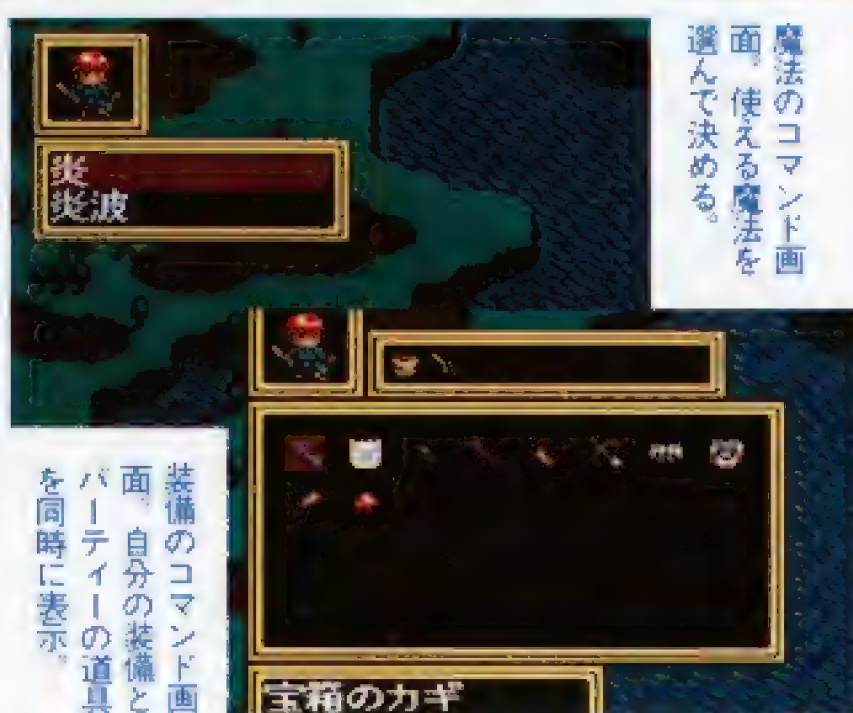 魔法のコマンド画
面。使える魔法を
選んで決める。
炎
炎波
装備のコマンド画
面。自分の装備と
パーティーの道具
を同時に表示。
宝箱のカギ